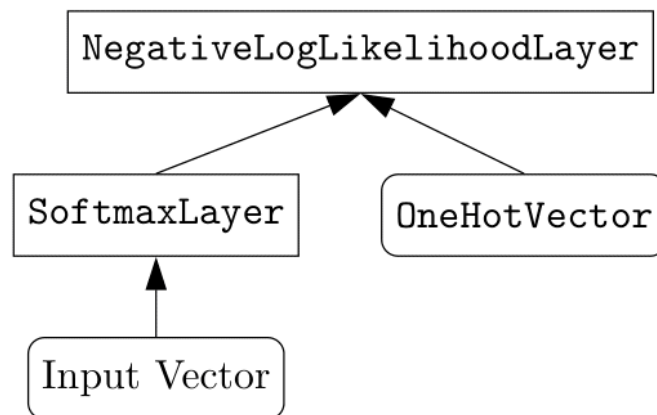 NegativeLogLikelihoodLayer
SoftmaxLayer
OneHotVector
Input Vector